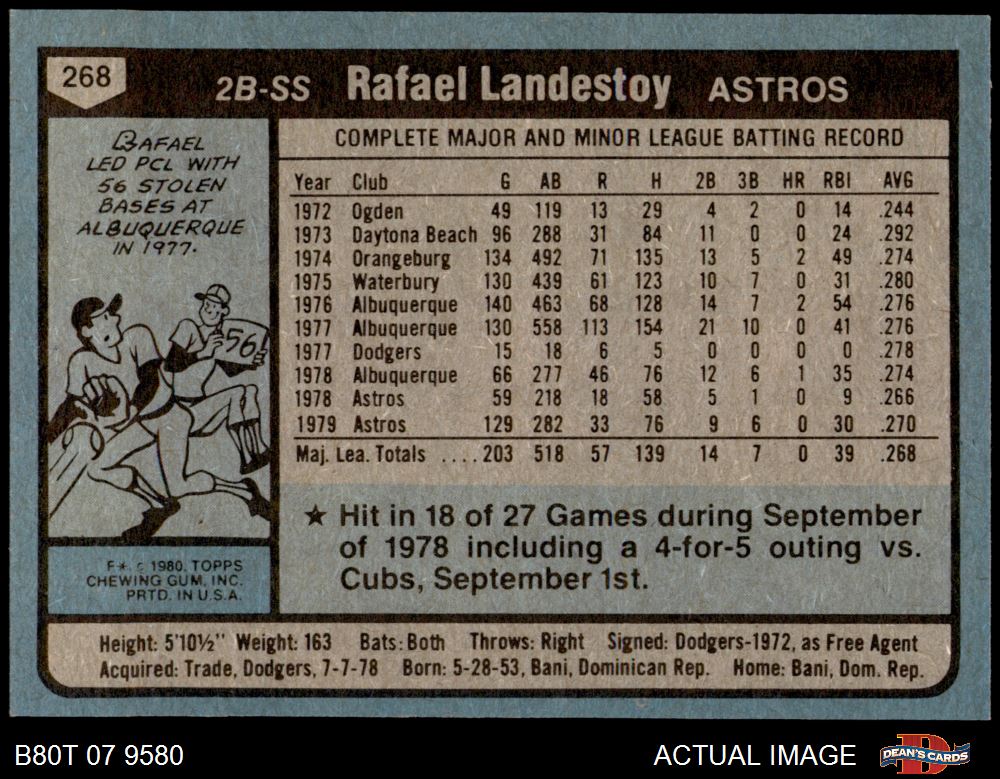 268 2B-SS Rafael Landestoy ASTROS
RAFAEL
LED PCL WITH
56 STOLEN
BASES AT
ALBUQUERQUE
IN 1977.
56!
F✶. © 1980. TOPPS
CHEWING GUM, INC.
PRTD. IN U.S.A.
COMPLETE MAJOR AND MINOR LEAGUE BATTING RECORD
Year Club G AB R H 2B 3B HR RBI AVG
1972 Ogden 49 119 13 29 4 2 0 14 .244
1973 Daytona Beach 96 288 31 84 11 0 0 24 .292
1974 Orangeburg 134 492 71 135 13 5 2 49 .274
1975 Waterbury 130 439 61 123 10 7 0 31 .280
1976 Albuquerque 140 463 68 128 14 7 2 54 .276
1977 Albuquerque 130 558 113 154 21 10 0 41 .276
1977 Dodgers 15 18 6 5 0 0 0 0 .278
1978 Albuquerque 66 277 46 76 12 6 1 35 .274
1978 Astros 59 218 18 58 5 1 0 9 .266
1979 Astros 129 282 33 76 9 6 0 30 .270
Maj. Lea. Totals ....203 518 57 139 14 7 0 39 .268
★ Hit in 18 of 27 Games during September
of 1978 including a 4-for-5 outing vs.
Cubs, September 1st.
Height: 5'10½" Weight: 163 Bats: Both Throws: Right Signed: Dodgers-1972, as Free Agent
Acquired: Trade, Dodgers, 7-7-78 Born: 5-28-53, Bani, Dominican Rep. Home: Bani, Dom. Rep.
B80T 07 9580 ACTUAL IMAGE D DEAN'S CARDS